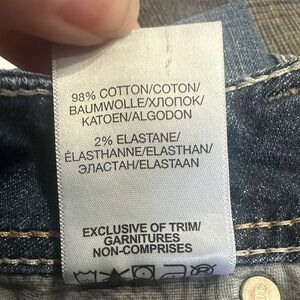 98% COTTON/COTON/
BAUMWOLLE/ХЛОПОК/
KATOEN/ALGODON
2% ELASTANE/
ÉLASTHANNE/ELASTHAN/
ЭЛАСТАН/ELASTAAN
EXCLUSIVE OF TRIM/
GARNITURES
NON-COMPRISES